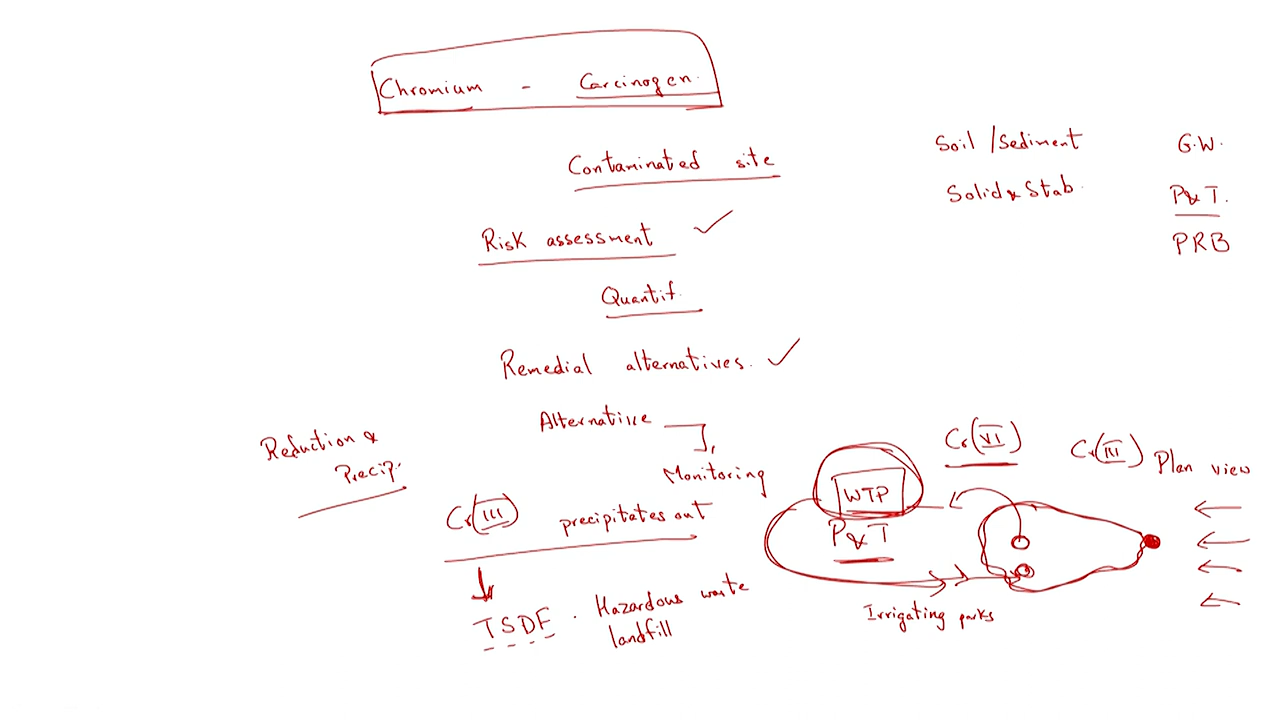 Chromium - Carcinogen.
Contaminated site
Risk assessment
Quantif.
Remedial alternatives.
Alternative
Monitoring
Soil / Sediment
G.W.
Solid & Stab.
P&T.
PRB
Reduction &
Precip.
Cr(III) precipitates out
TSDF . Hazardous waste
landfill
Cr(VI)
Cr(III)
Plan view
WTP
P&T
Irrigating parks